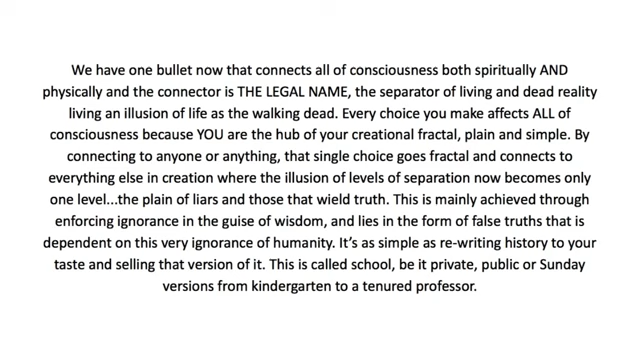 We have one bullet now that connects all of consciousness both spiritually AND
physically and the connector is THE LEGAL NAME, the separator of living and dead reality
living an illusion of life as the walking dead. Every choice you make affects ALL of
consciousness because YOU are the hub of your creational fractal, plain and simple. By
connecting to anyone or anything, that single choice goes fractal and connects to
everything else in creation where the illusion of levels of separation now becomes only
one level...the plain of liars and those that wield truth. This is mainly achieved through
enforcing ignorance in the guise of wisdom, and lies in the form of false truths that is
dependent on this very ignorance of humanity. It’s as simple as re-writing history to your
taste and selling that version of it. This is called school, be it private, public or Sunday
versions from kindergarten to a tenured professor.